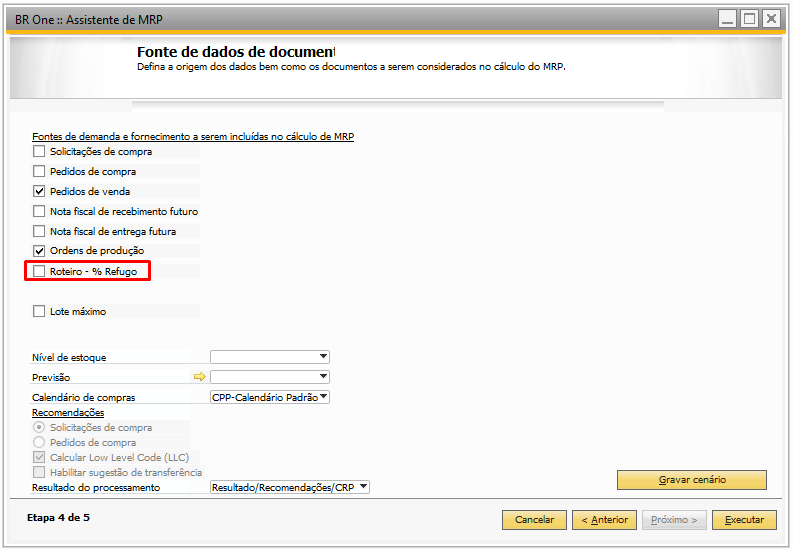 BR One :: Assistente de MRP
Fonte de dados de document
Defina a origem dos dados bem como os documentos a serem considerados no cálculo do MRP.
Fontes de demanda e fornecimento a serem incluídas no cálculo de MRP
Solicitações de compra
Pedidos de compra
Pedidos de venda
Nota fiscal de recebimento futuro
Nota fiscal de entrega futura
Ordens de produção
Roteiro - % Refugo
Lote máximo
Nível de estoque
Previsão
Calendário de compras CPP-Calendário Padrão
Recomendações
Solicitações de compra
Pedidos de compra
Calcular Low Level Code (LLC)
Habilitar sugestão de transferência
Resultado do processamento Resultado/Recomendações/CRP
Gravar cenário
Etapa 4 de 5 Cancelar < Anterior Próximo > Executar